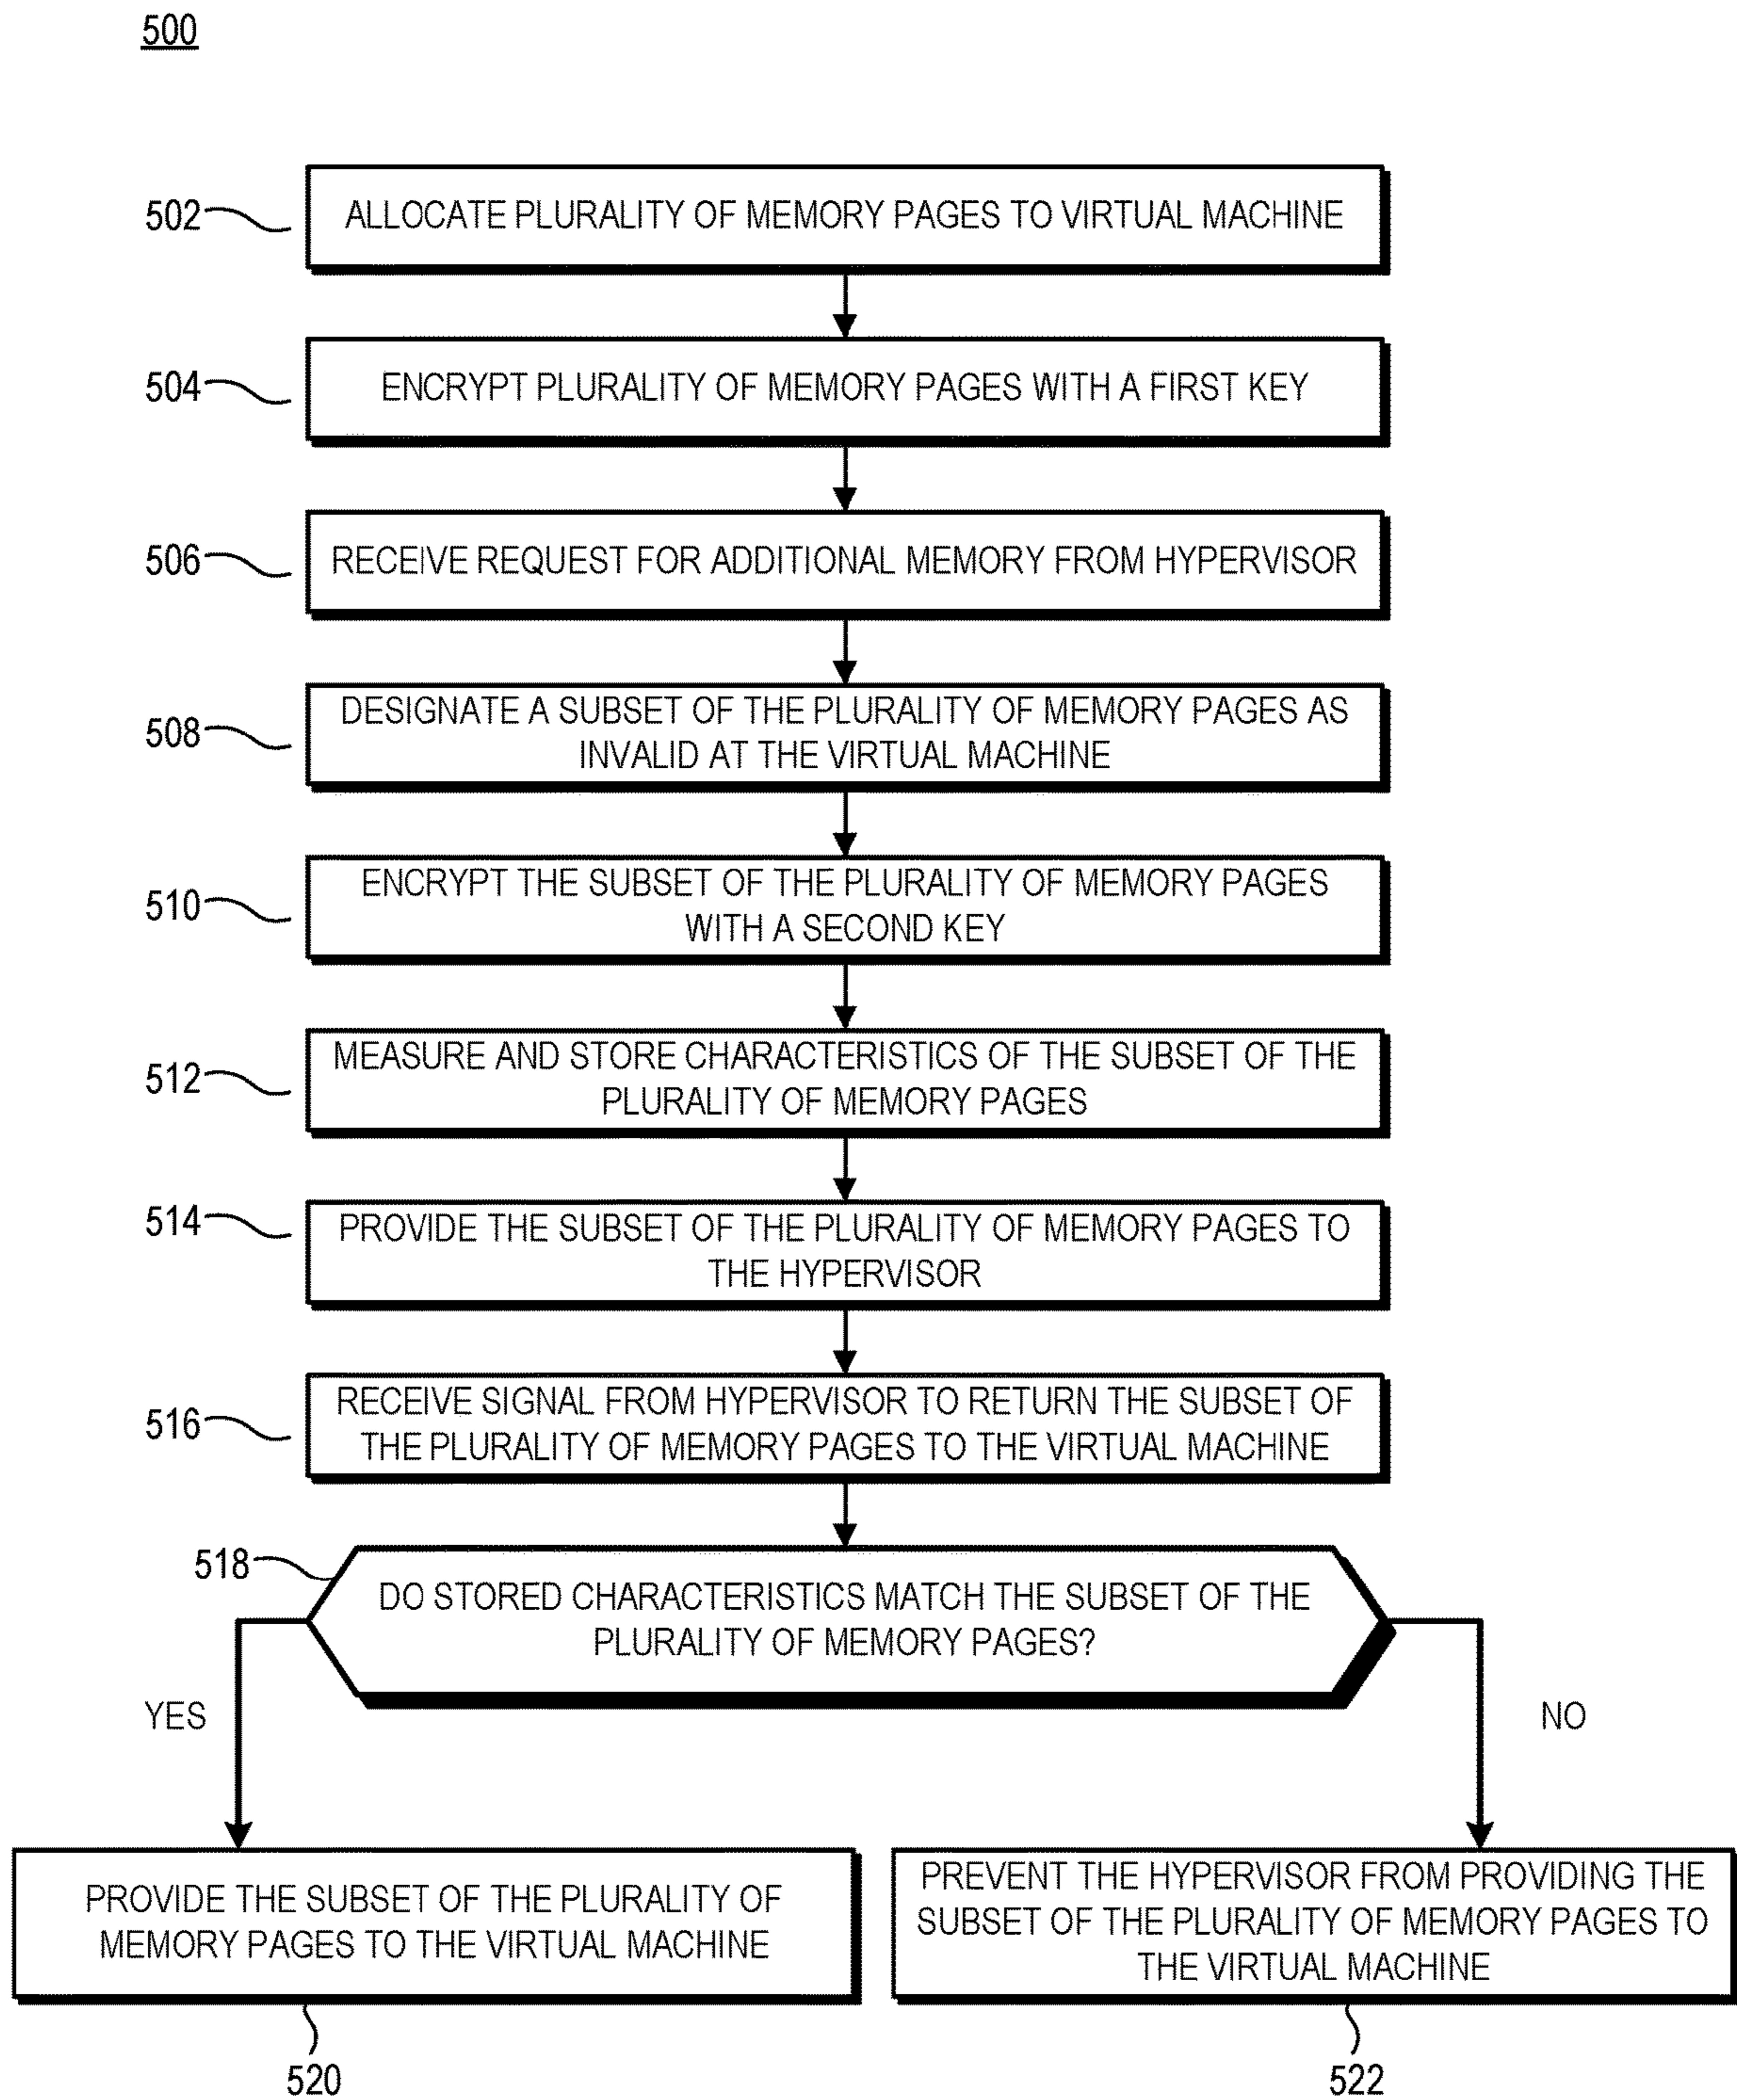 500
502
ALLOCATE PLURALITY OF MEMORY PAGES TO VIRTUAL MACHINE
504
ENCRYPT PLURALITY OF MEMORY PAGES WITH A FIRST KEY
506
RECEIVE REQUEST FOR ADDITIONAL MEMORY FROM HYPERVISOR
508
DESIGNATE A SUBSET OF THE PLURALITY OF MEMORY PAGES AS
INVALID AT THE VIRTUAL MACHINE
510
ENCRYPT THE SUBSET OF THE PLURALITY OF MEMORY PAGES
WITH A SECOND KEY
512
MEASURE AND STORE CHARACTERISTICS OF THE SUBSET OF THE
PLURALITY OF MEMORY PAGES
514
PROVIDE THE SUBSET OF THE PLURALITY OF MEMORY PAGES TO
THE HYPERVISOR
516
RECEIVE SIGNAL FROM HYPERVISOR TO RETURN THE SUBSET OF
THE PLURALITY OF MEMORY PAGES TO THE VIRTUAL MACHINE
518
DO STORED CHARACTERISTICS MATCH THE SUBSET OF THE
PLURALITY OF MEMORY PAGES?
YES
NO
PROVIDE THE SUBSET OF THE PLURALITY OF
MEMORY PAGES TO THE VIRTUAL MACHINE
520
PREVENT THE HYPERVISOR FROM PROVIDING THE
SUBSET OF THE PLURALITY OF MEMORY PAGES TO
THE VIRTUAL MACHINE
522